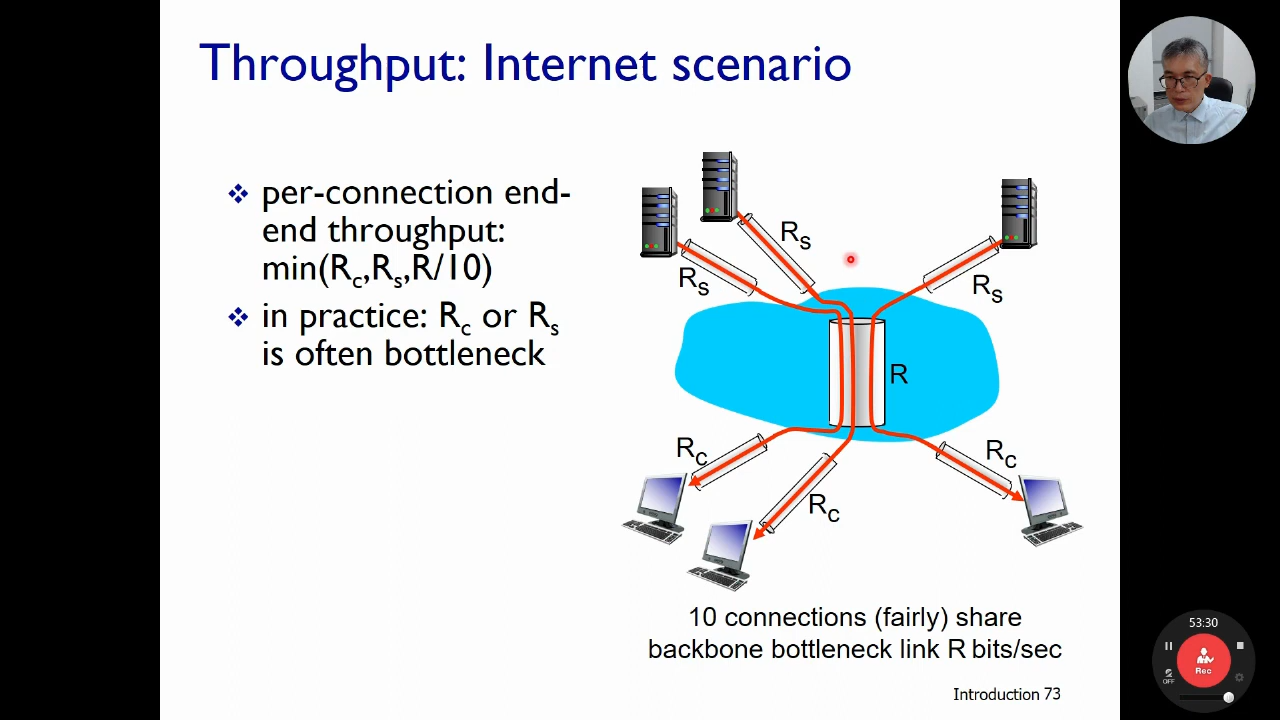 Throughput: Internet scenario
per-connection end-
end throughput:
min(Rc,Rs,R/10)
in practice: Rc or Rs
is often bottleneck
Rs
Rs
Rs
R
Rc
Rc
Rc
10 connections (fairly) share
backbone bottleneck link R bits/sec
Introduction 73
53:30
Rec
OFF